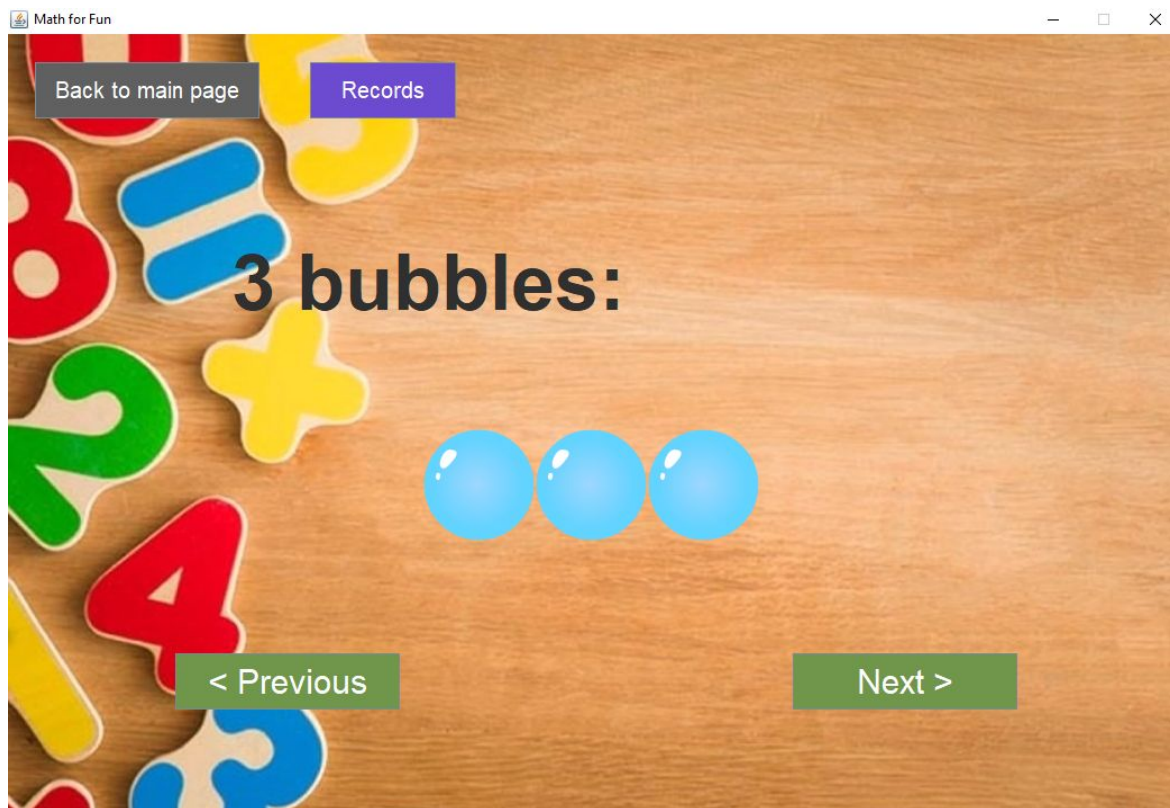 Math for Fun
Back to main page
Records
3 bubbles:
< Previous
Next >